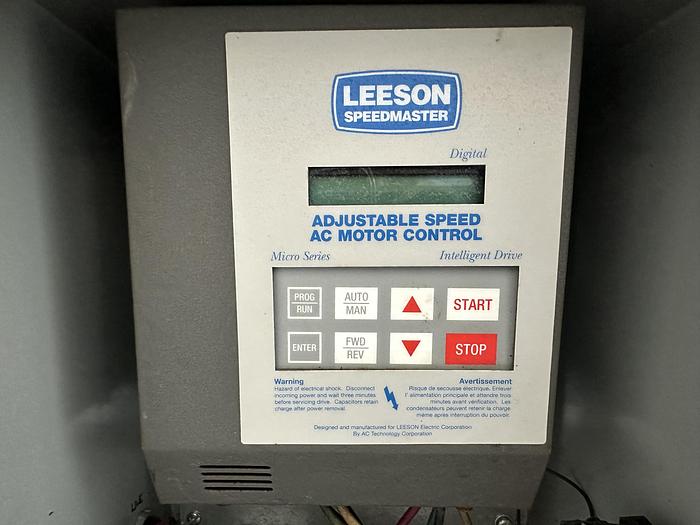 LEESON
SPEEDMASTER
Digital
ADJUSTABLE SPEED
AC MOTOR CONTROL
Micro Series
Intelligent Drive
PROG
RUN
AUTO
MAN
START
ENTER
FWD
REV
STOP
Warning
Hazard of electrical shock. Disconnect
incoming power and wait three minutes
before servicing drive. Capacitors retain
charge after power removal.
Avertissement
Risque de secousse électrique. Enlever
l' alimentation principale et attendre trois
minutes avant vérification. Les
condensateurs peuvent retenir la charge
même après interruption du pouvoir.
Designed and manufactured for LEESON Electric Corporation
By AC Technology Corporation